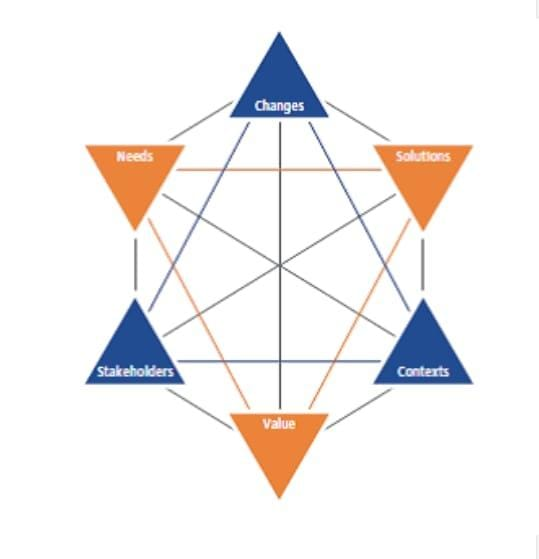 Changes
Needs
Solutions
Stakeholders
Contexts
Value